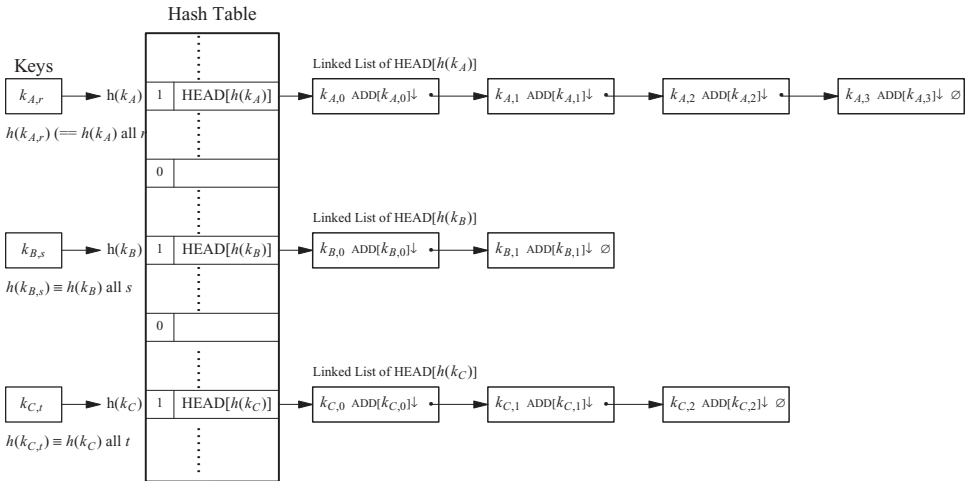 Hash Table
Keys
Linked List of HEAD[h(k_A)]
k_{A,r} h(k_A) 1 HEAD[h(k_A)] k_{A,0} ADD[k_{A,0}]↓ k_{A,1} ADD[k_{A,1}]↓ k_{A,2} ADD[k_{A,2}]↓ k_{A,3} ADD[k_{A,3}]↓ ∅
h(k_{A,r}) (== h(k_A) all r
0
Linked List of HEAD[h(k_B)]
k_{B,s} h(k_B) 1 HEAD[h(k_B)] k_{B,0} ADD[k_{B,0}]↓ k_{B,1} ADD[k_{B,1}]↓ ∅
h(k_{B,s}) ≡ h(k_B) all s
0
Linked List of HEAD[h(k_C)]
k_{C,t} h(k_C) 1 HEAD[h(k_C)] k_{C,0} ADD[k_{C,0}]↓ k_{C,1} ADD[k_{C,1}]↓ k_{C,2} ADD[k_{C,2}]↓ ∅
h(k_{C,t}) ≡ h(k_C) all t